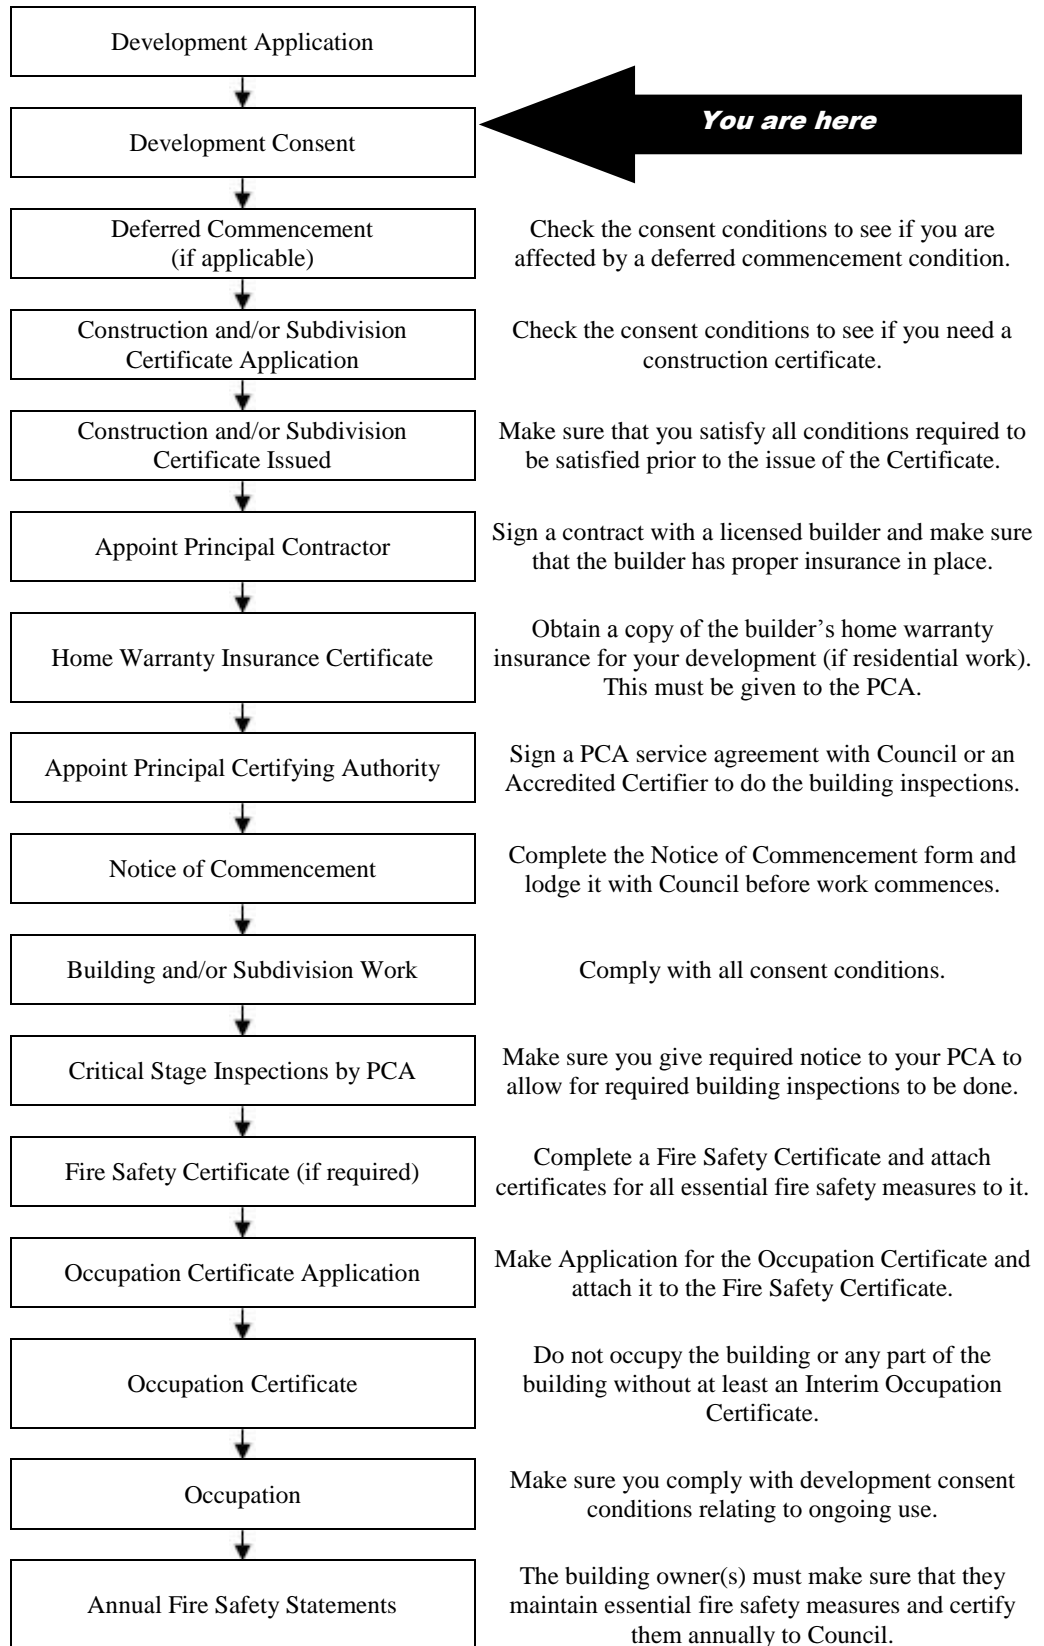 Development Application
Development Consent
You are here
Deferred Commencement
(if applicable)
Check the consent conditions to see if you are
affected by a deferred commencement condition.
Construction and/or Subdivision
Certificate Application
Check the consent conditions to see if you need a
construction certificate.
Construction and/or Subdivision
Certificate Issued
Make sure that you satisfy all conditions required to
be satisfied prior to the issue of the Certificate.
Appoint Principal Contractor
Sign a contract with a licensed builder and make sure
that the builder has proper insurance in place.
Home Warranty Insurance Certificate
Obtain a copy of the builder’s home warranty
insurance for your development (if residential work).
This must be given to the PCA.
Appoint Principal Certifying Authority
Sign a PCA service agreement with Council or an
Accredited Certifier to do the building inspections.
Notice of Commencement
Complete the Notice of Commencement form and
lodge it with Council before work commences.
Building and/or Subdivision Work
Comply with all consent conditions.
Critical Stage Inspections by PCA
Make sure you give required notice to your PCA to
allow for required building inspections to be done.
Fire Safety Certificate (if required)
Complete a Fire Safety Certificate and attach
certificates for all essential fire safety measures to it.
Occupation Certificate Application
Make Application for the Occupation Certificate and
attach it to the Fire Safety Certificate.
Occupation Certificate
Do not occupy the building or any part of the
building without at least an Interim Occupation
Certificate.
Occupation
Make sure you comply with development consent
conditions relating to ongoing use.
Annual Fire Safety Statements
The building owner(s) must make sure that they
maintain essential fire safety measures and certify
them annually to Council.